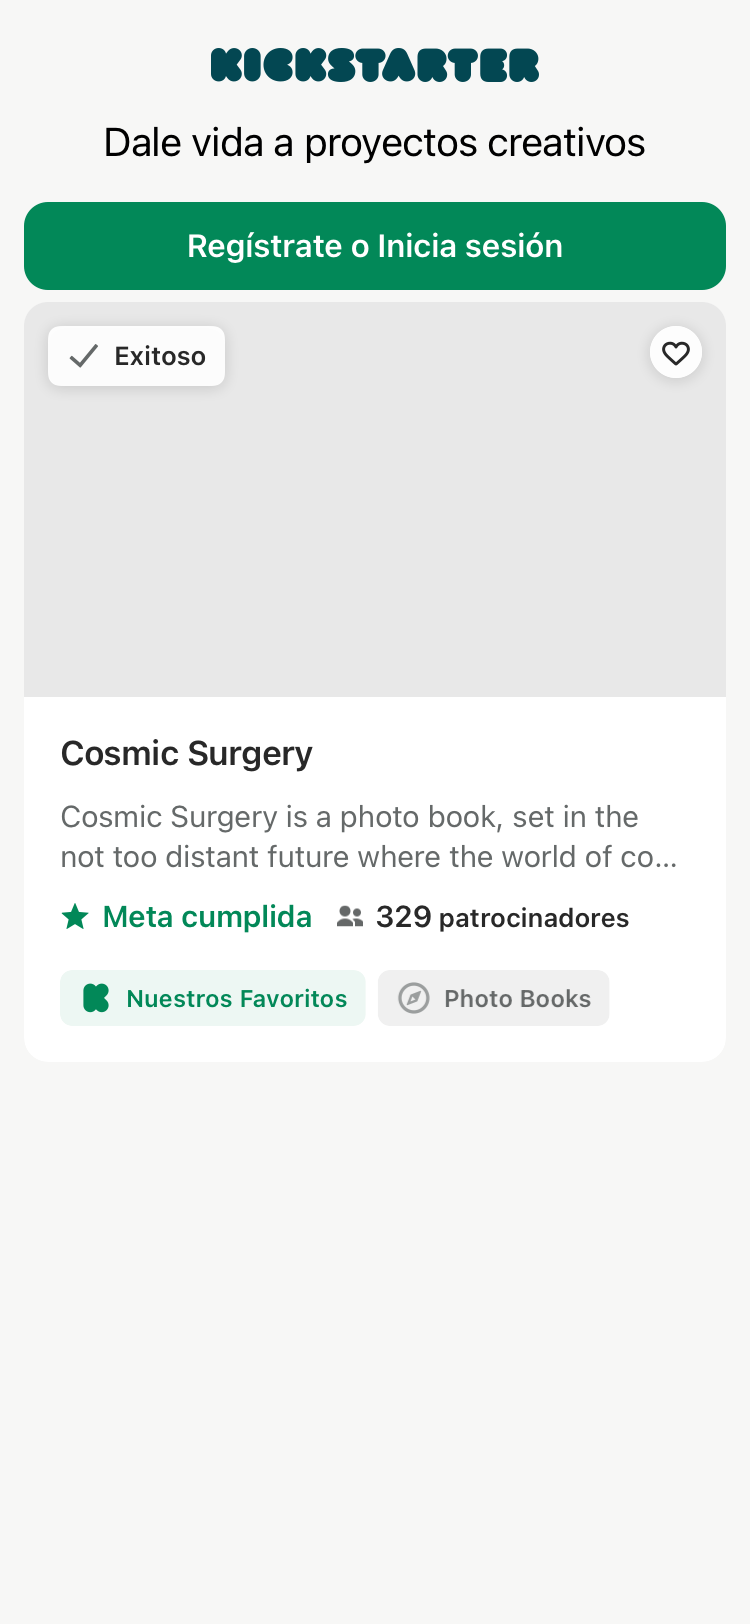 KICKSTARTER
Dale vida a proyectos creativos
Regístrate o Inicia sesión
Exitoso
Cosmic Surgery
Cosmic Surgery is a photo book, set in the
not too distant future where the world of co...
Meta cumplida 329 patrocinadores
Nuestros Favoritos Photo Books